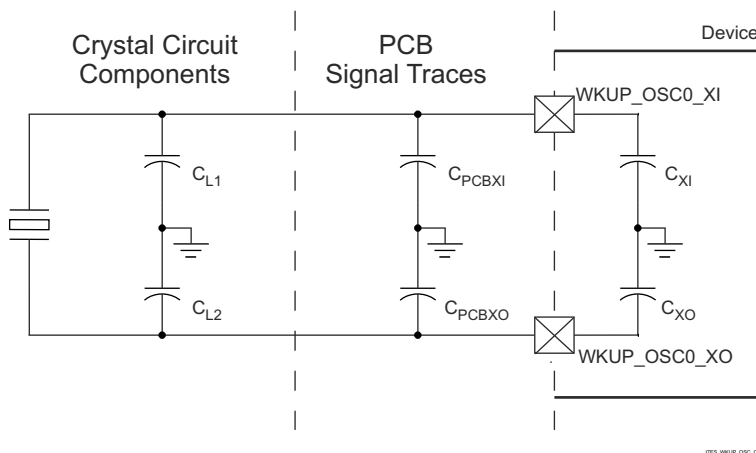 Crystal Circuit
Components
PCB
Signal Traces
Device
WKUP_OSC0_XI
CL1
CPCBXI
CXI
CL2
CPCBXO
CXO
WKUP_OSC0_XO